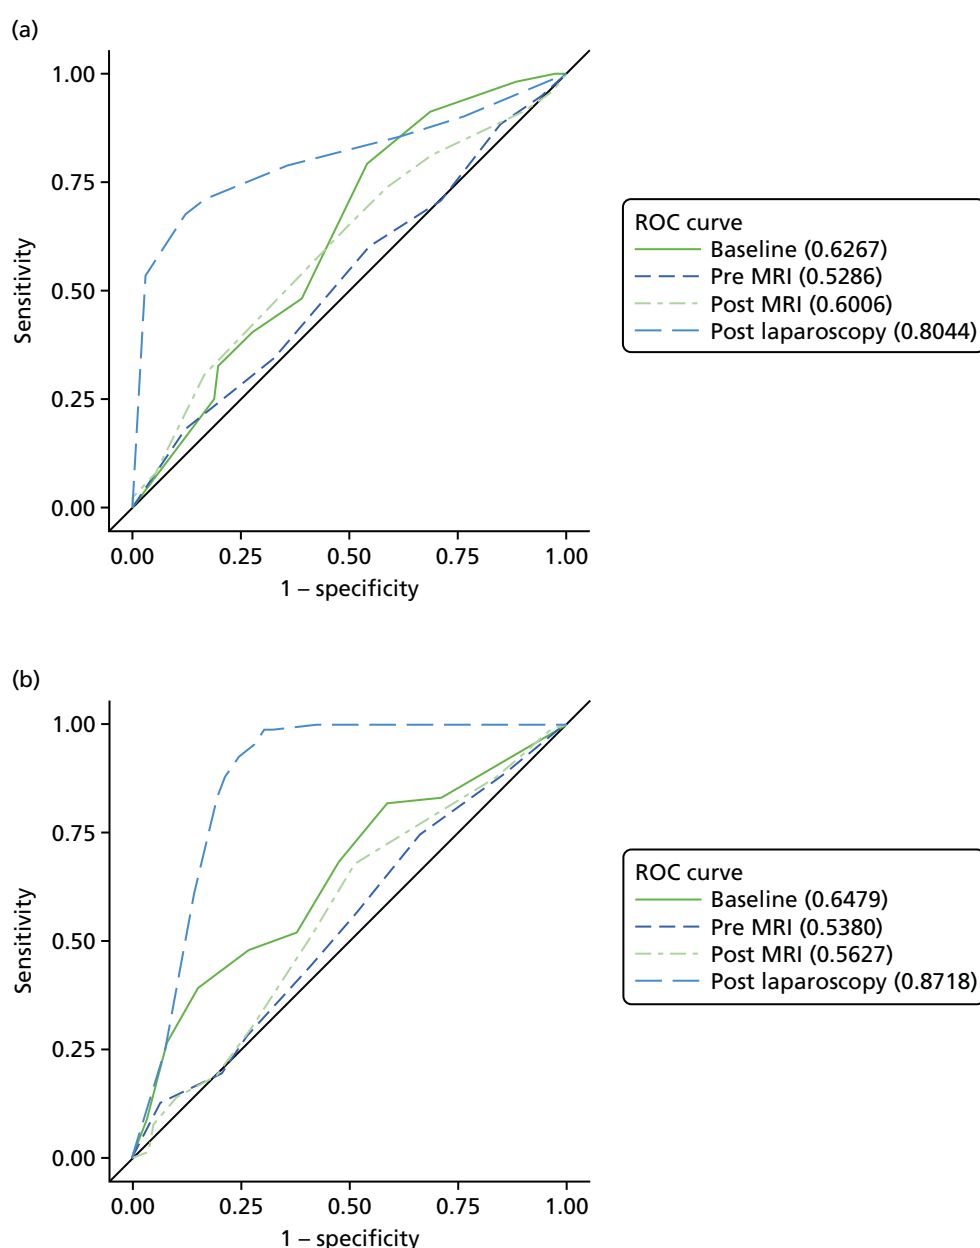 (a)
1.00
0.75
0.50
0.25
0.00
Sensitivity
0.00 0.25 0.50 0.75 1.00
1 – specificity
ROC curve
Baseline (0.6267)
Pre MRI (0.5286)
Post MRI (0.6006)
Post laparoscopy (0.8044)
(b)
1.00
0.75
0.50
0.25
0.00
Sensitivity
0.00 0.25 0.50 0.75 1.00
1 – specificity
ROC curve
Baseline (0.6479)
Pre MRI (0.5380)
Post MRI (0.5627)
Post laparoscopy (0.8718)